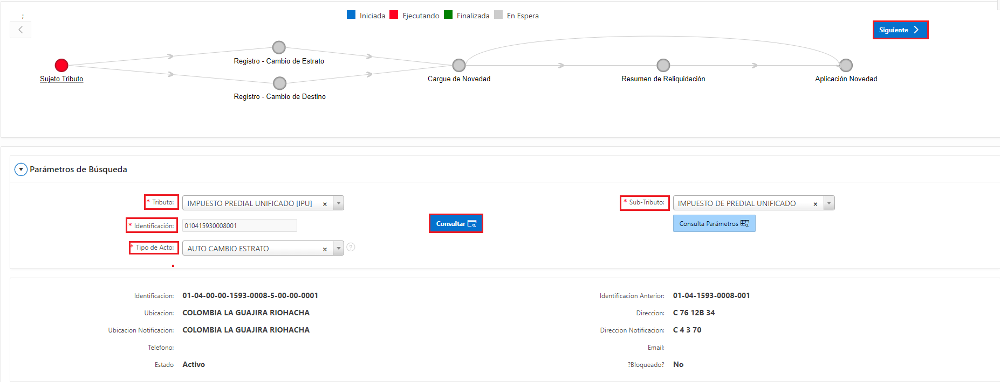 ;
Iniciada Ejecutando Finalizada En Espera
Siguiente
Registro - Cambio de Estrato
Sujeto Tributo
Cargue de Novedad
Resumen de Reliquidación
Aplicación Novedad
Registro - Cambio de Destino
Parámetros de Búsqueda
* Tributo: IMPUESTO PREDIAL UNIFICADO [IPU] ×
* Sub-Tributo: IMPUESTO DE PREDIAL UNIFICADO ×
* Identificación: 010415930008001
Consultar
Consulta Parámetros
* Tipo de Acto: AUTO CAMBIO ESTRATO × ?
Identificacion: 01-04-00-00-1593-0008-5-00-00-0001
Identificacion Anterior: 01-04-1593-0008-001
Ubicacion: COLOMBIA LA GUAJIRA RIOHACHA
Direccion: C 76 12B 34
Ubicacion Notificacion: COLOMBIA LA GUAJIRA RIOHACHA
Direccion Notificacion: C 4 3 70
Telefono:
Email:
Estado Activo
?Bloqueado? No